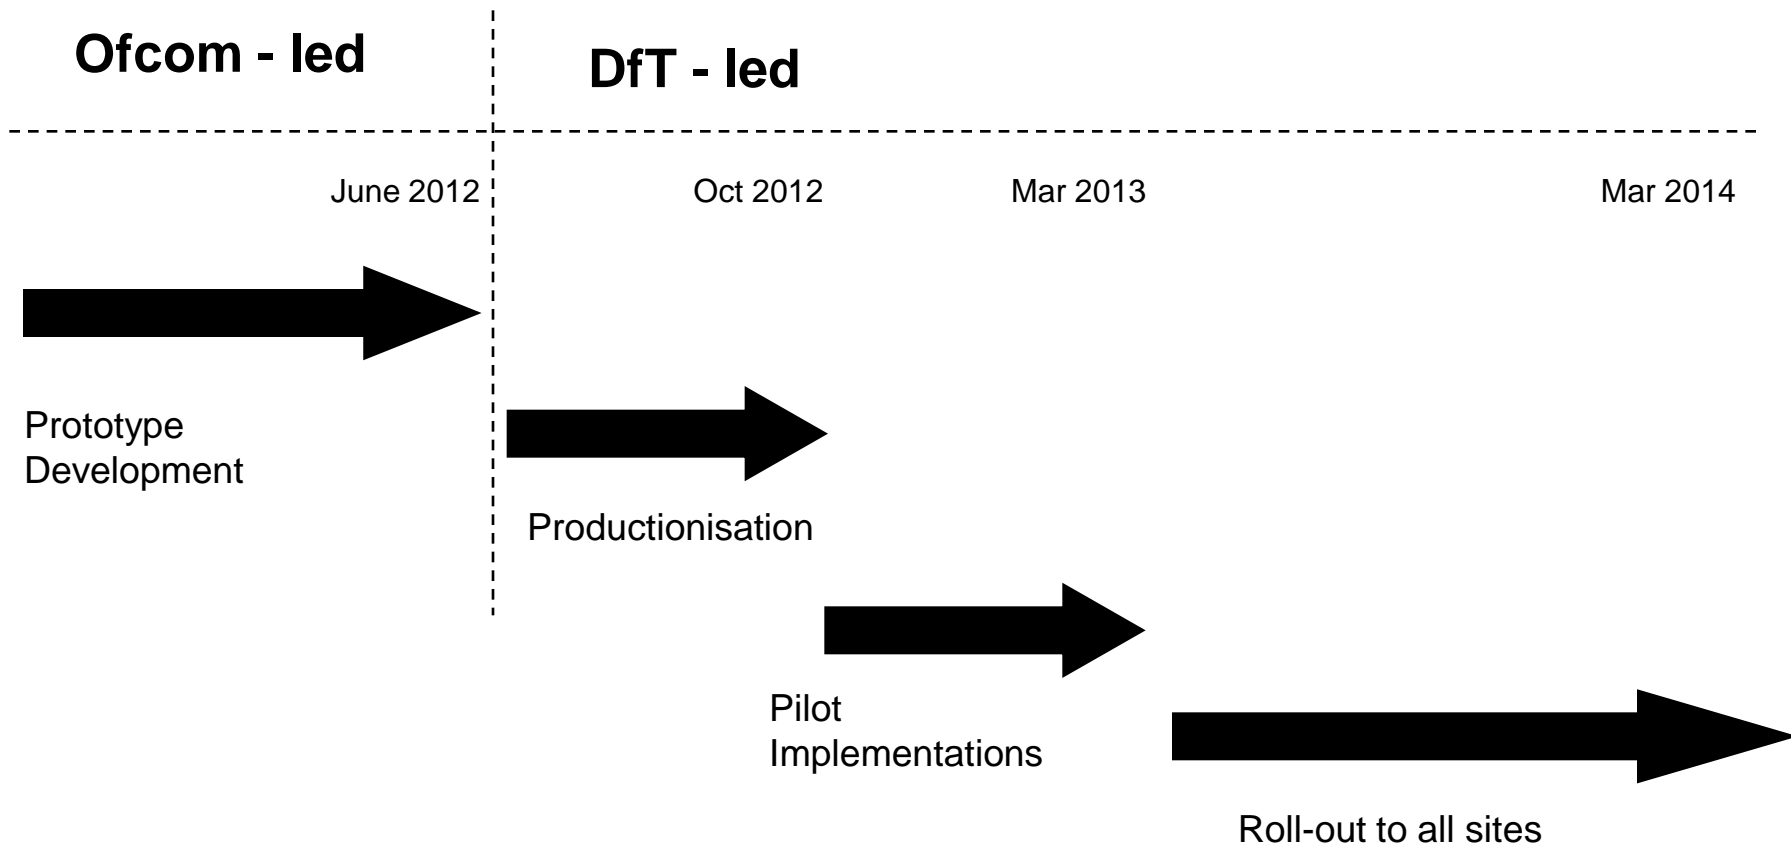 Ofcom - led
DfT - led
June 2012
Oct 2012
Mar 2013
Mar 2014
Prototype
Development
Productionisation
Pilot
Implementations
Roll-out to all sites